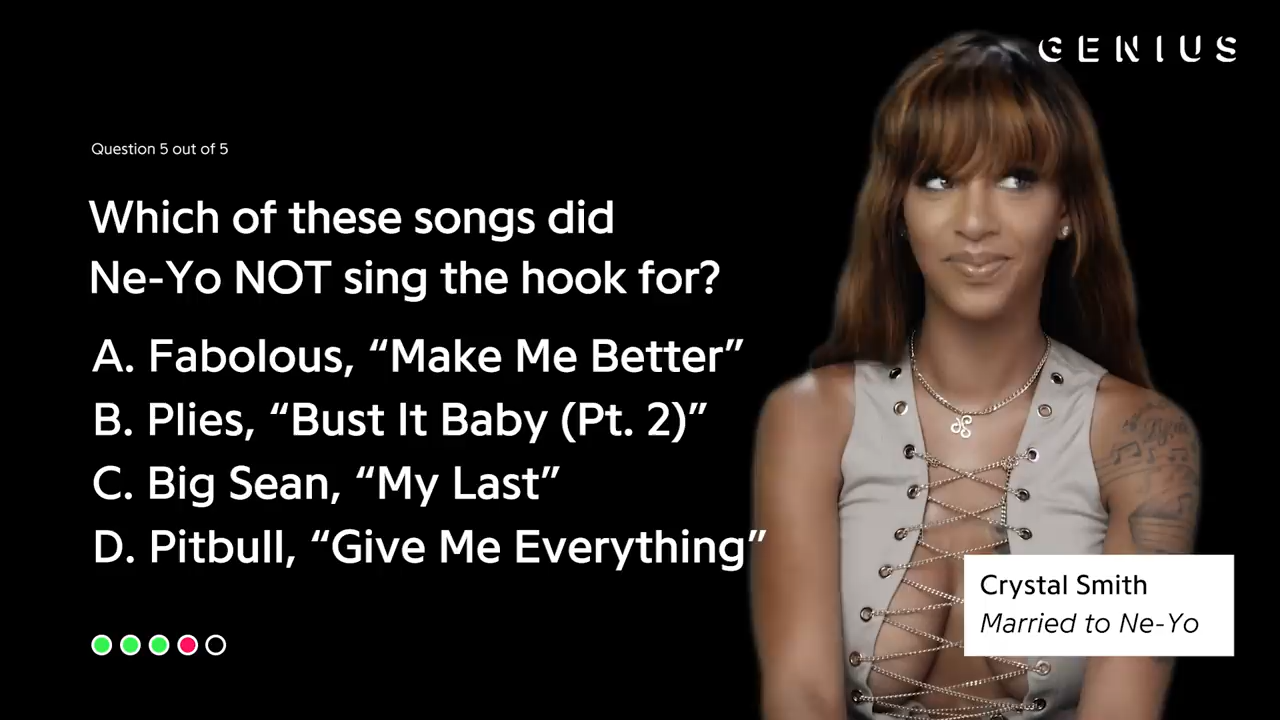 GENIUS
Question 5 out of 5
Which of these songs did
Ne-Yo NOT sing the hook for?
A. Fabolous, “Make Me Better”
B. Plies, “Bust It Baby (Pt. 2)”
C. Big Sean, “My Last”
D. Pitbull, “Give Me Everything”
Crystal Smith
Married to Ne-Yo